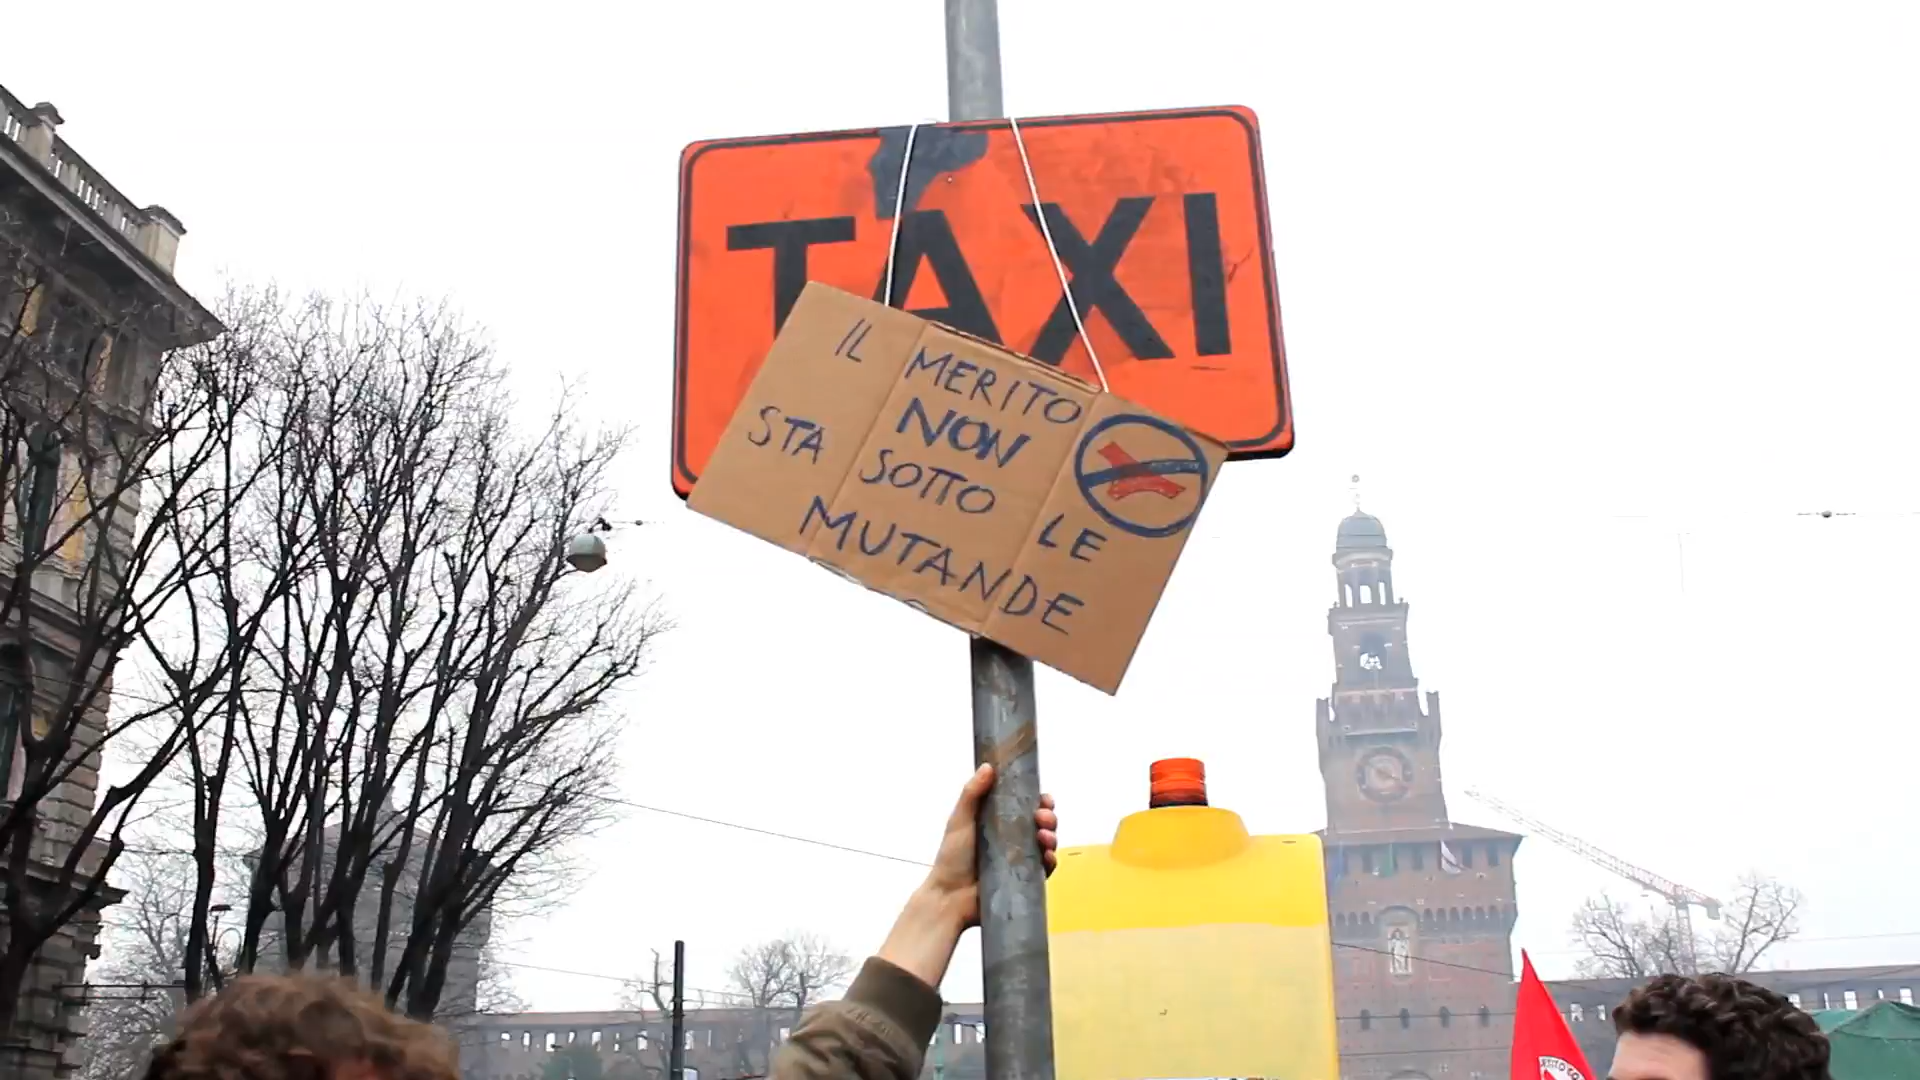 TAXI
IL MERITO
NON
STA SOTTO LE
MUTANDE